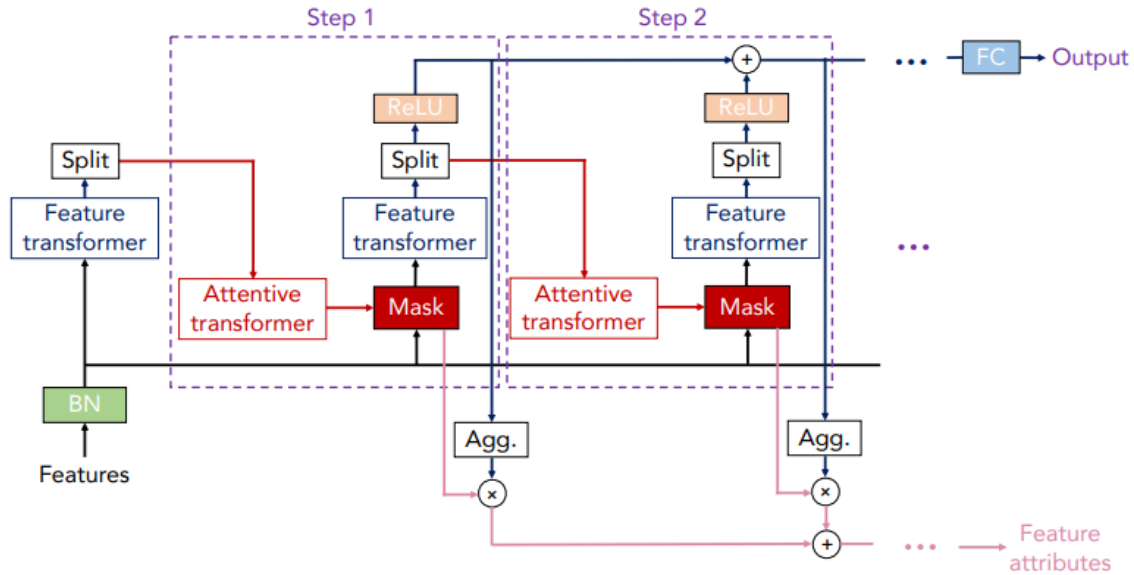 Step 1
Step 2
+
...
FC
Output
ReLU
ReLU
Split
Split
Split
Feature
transformer
Feature
transformer
Feature
transformer
...
Attentive
transformer
Mask
Attentive
transformer
Mask
BN
Features
Agg.
Agg.
×
×
+
...
Feature
attributes